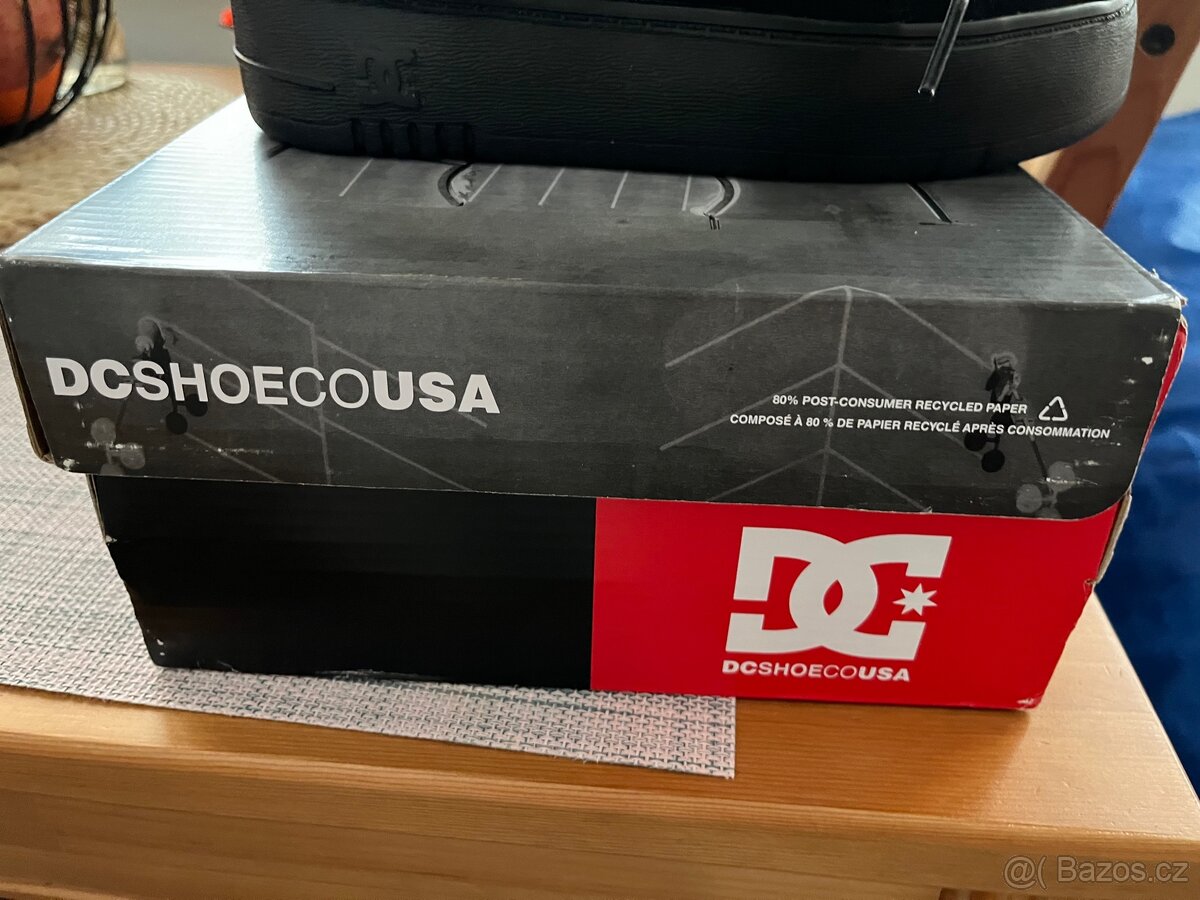 DCSHOECOUSA
80% POST-CONSUMER RECYCLED PAPER
COMPOSÉ À 80 % DE PAPIER RECYCLÉ APRÈS CONSOMMATION
DC
DCSHOECOUSA
@( Bazos.cz